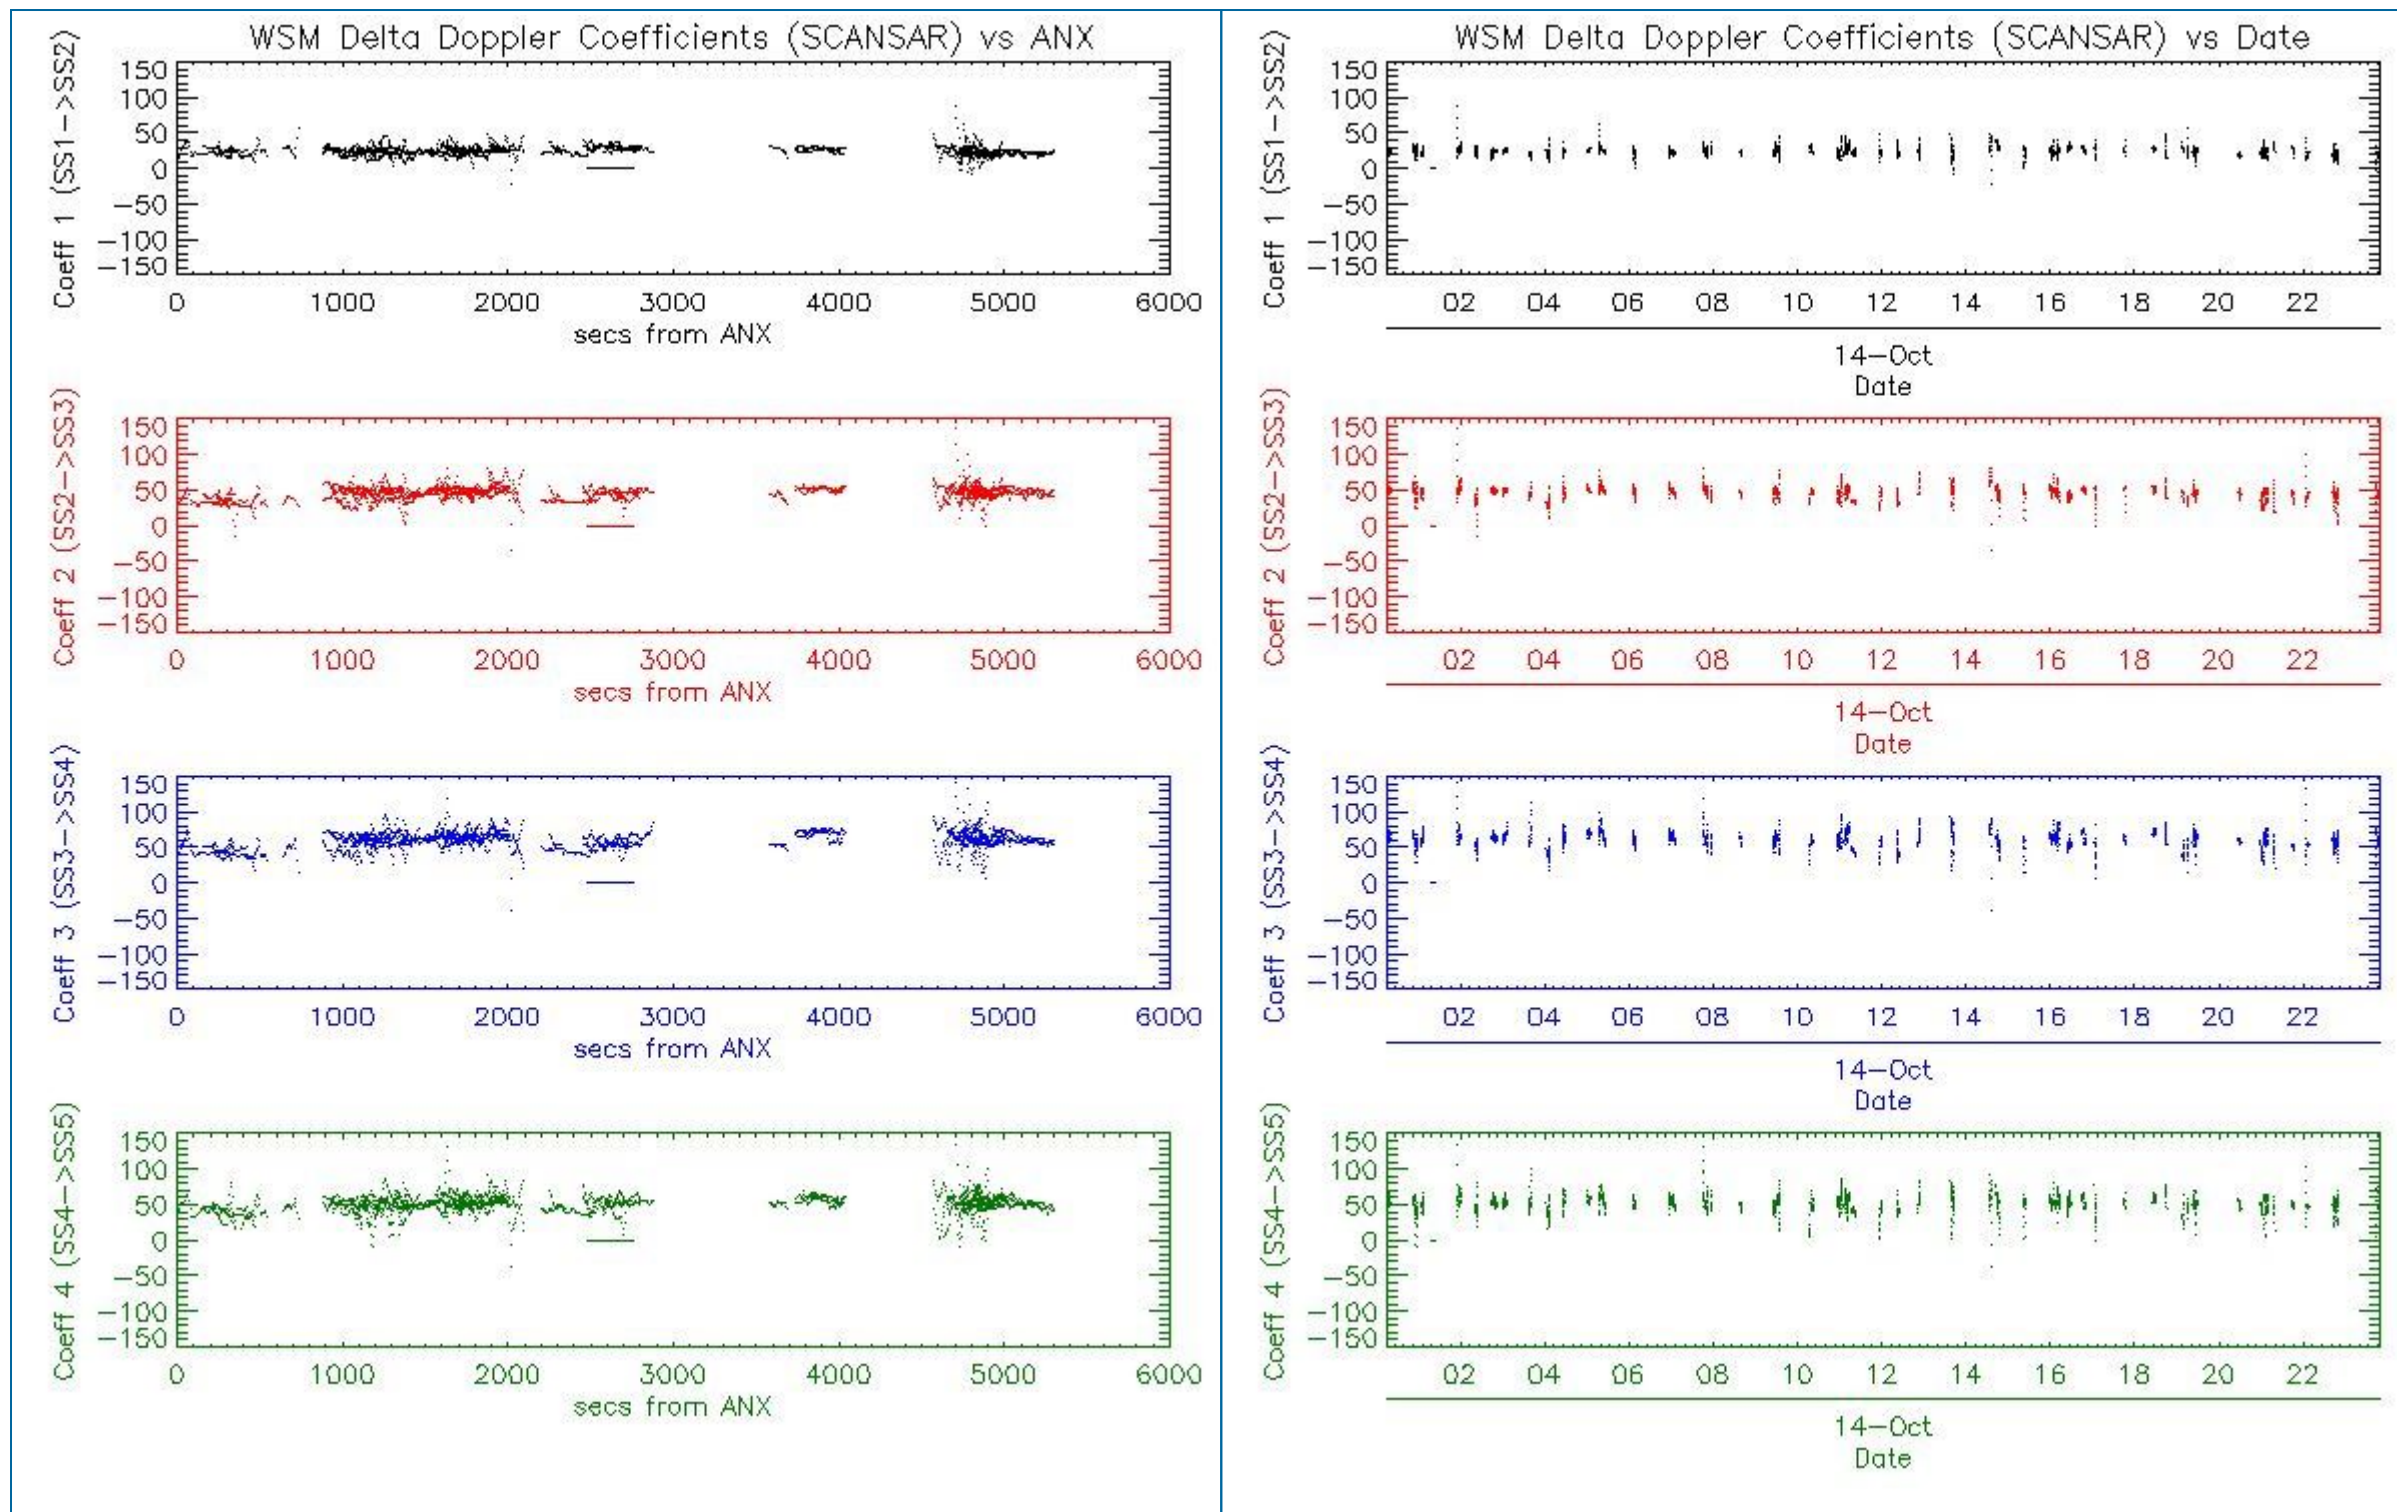 WSM Delta Doppler Coefficients (SCANSAR) vs ANX
Coeff 1 (SS1->SS2)
150
100
50
0
-50
-100
-150
0 1000 2000 3000 4000 5000 6000
secs from ANX
Coeff 2 (SS2->SS3)
150
100
50
0
-50
-100
-150
0 1000 2000 3000 4000 5000 6000
secs from ANX
Coeff 3 (SS3->SS4)
150
100
50
0
-50
-100
-150
0 1000 2000 3000 4000 5000 6000
secs from ANX
Coeff 4 (SS4->SS5)
150
100
50
0
-50
-100
-150
0 1000 2000 3000 4000 5000 6000
secs from ANX
WSM Delta Doppler Coefficients (SCANSAR) vs Date
Coeff 1 (SS1->SS2)
150
100
50
0
-50
-100
-150
02 04 06 08 10 12 14 16 18 20 22
14-Oct
Date
Coeff 2 (SS2->SS3)
150
100
50
0
-50
-100
-150
02 04 06 08 10 12 14 16 18 20 22
14-Oct
Date
Coeff 3 (SS3->SS4)
150
100
50
0
-50
-100
-150
02 04 06 08 10 12 14 16 18 20 22
14-Oct
Date
Coeff 4 (SS4->SS5)
150
100
50
0
-50
-100
-150
02 04 06 08 10 12 14 16 18 20 22
14-Oct
Date